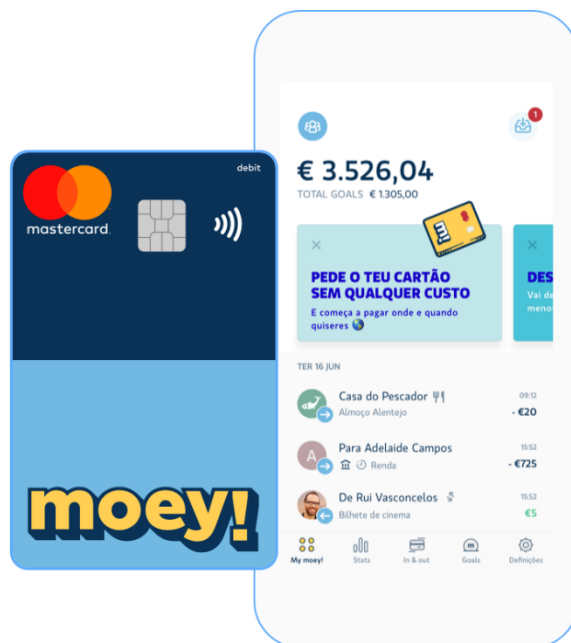 debit
mastercard.
moey!
1
€ 3.526,04
TOTAL GOALS € 1.305,00
m
PEDE O TEU CARTÃO
SEM QUALQUER CUSTO
E começa a pagar onde e quando
quiseres
DES
Vai de
meno
TER 16 JUN
Casa do Pescador 09:12
Almoço Alentejo - €20
A
Para Adelaide Campos 15:52
Renda - €725
De Rui Vasconcelos 15:52
Bilhete de cinema €5
My moey! Stats In & out Goals Definições